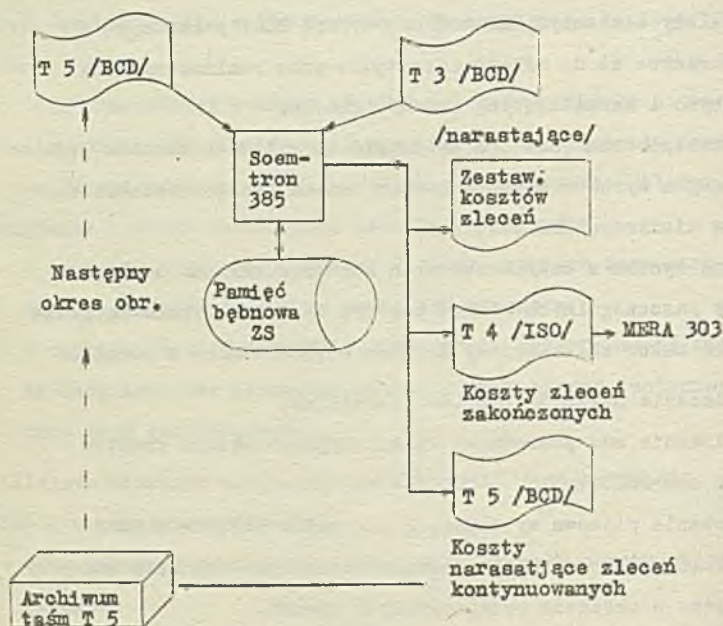 T 5 /BCD/
T 3 /BCD/
/narastające/
Soem-
tron
385
Zestaw.
kosztów
zleceń
Następny
okres obr.
Pamięć
bębnowa
ZS
T 4 /ISO/
MERA 303
Koszty zleceń
zakończonych
T 5 /BCD/
Koszty
narasatjące zleceń
kontynuowanych
Archiwum
taśm T 5